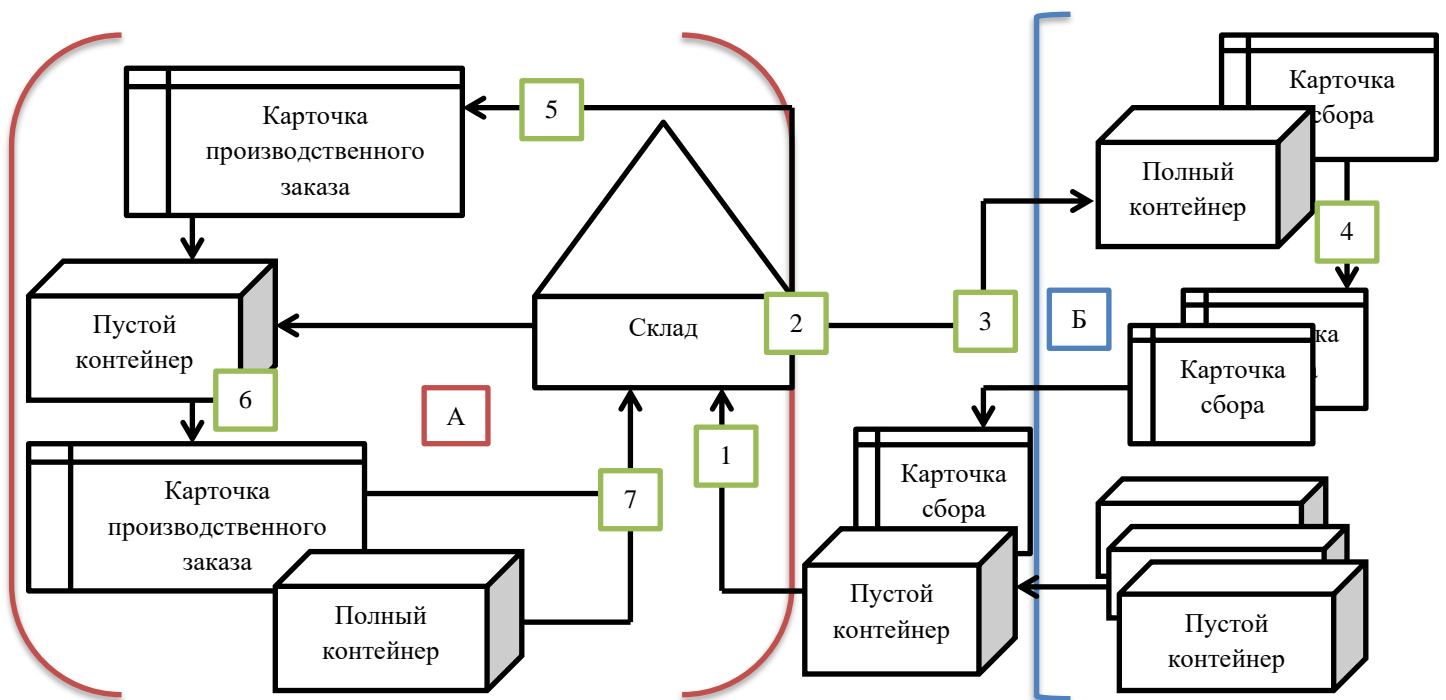 Карточка
производственного
заказа
5
Карточка
сбора
Полный
контейнер
4
Пустой
контейнер
6
А
Склад
2
3
Б
Карточка
сбора
1
7
Карточка
производственного
заказа
Полный
контейнер
Карточка
сбора
Пустой
контейнер
Пустой
контейнер